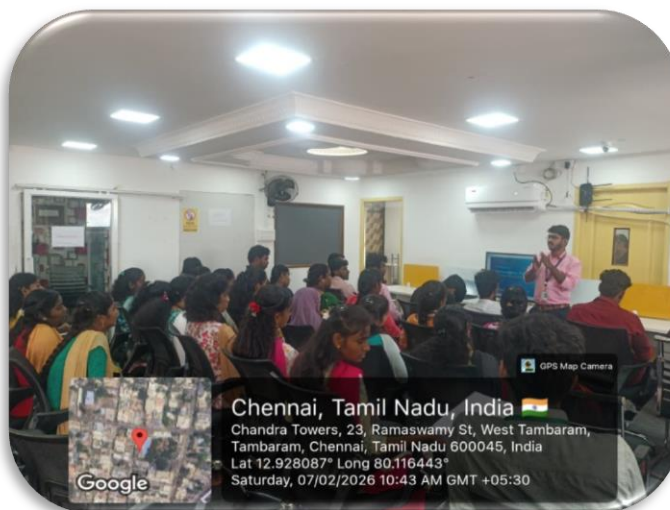 GPS Map Camera
Chennai, Tamil Nadu, India
Chandra Towers, 23, Ramaswamy St, West Tambaram,
Tambaram, Chennai, Tamil Nadu 600045, India
Lat 12.928087° Long 80.116443°
Saturday, 07/02/2026 10:43 AM GMT +05:30
Google